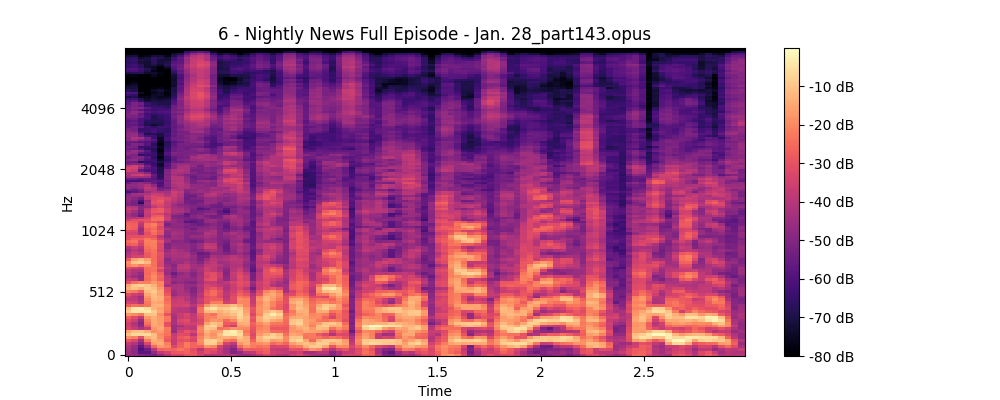 6 - Nightly News Full Episode - Jan. 28_part143.opus
4096
2048
1024
512
0
Hz
0
0.5
1
1.5
2
2.5
Time
-10 dB
-20 dB
-30 dB
-40 dB
-50 dB
-60 dB
-70 dB
-80 dB